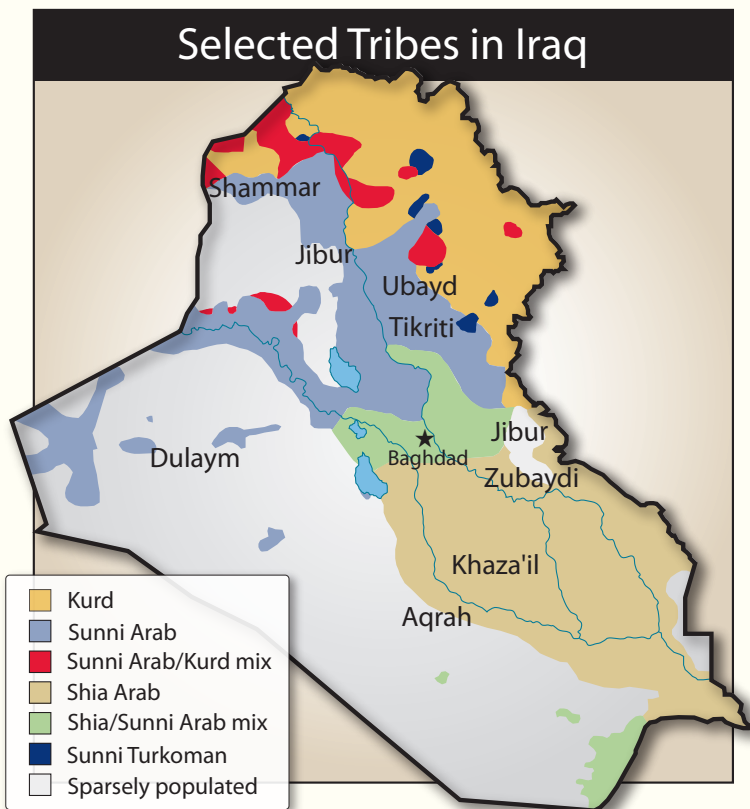 Selected Tribes in Iraq
Shammar
Jibur
Ubayd
Tikriti
Jibur
Baghdad
Dulaym
Zubaydi
Khaza'il
Aqrah
Kurd
Sunni Arab
Sunni Arab/Kurd mix
Shia Arab
Shia/Sunni Arab mix
Sunni Turkoman
Sparsely populated